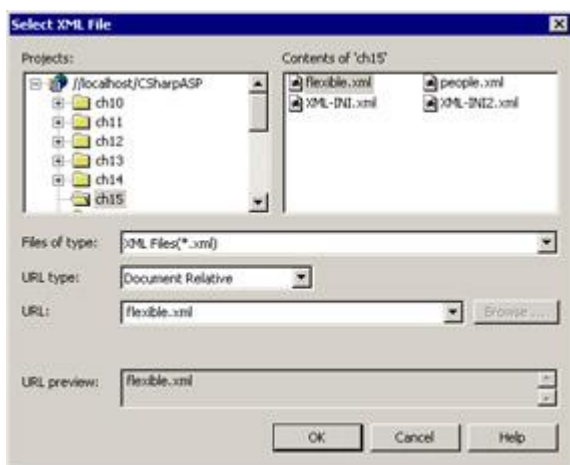 Select XML File
Projects:
//localhost/CSharpASP
ch10
ch11
ch12
ch13
ch14
ch15
Contents of 'ch15'
flexible.xml
people.xml
XML-INI.xml
XML-INI2.xml
Files of type:
XML Files(*.xml)
URL type:
Document Relative
URL:
flexible.xml
Browse ...
URL preview:
flexible.xml
OK
Cancel
Help